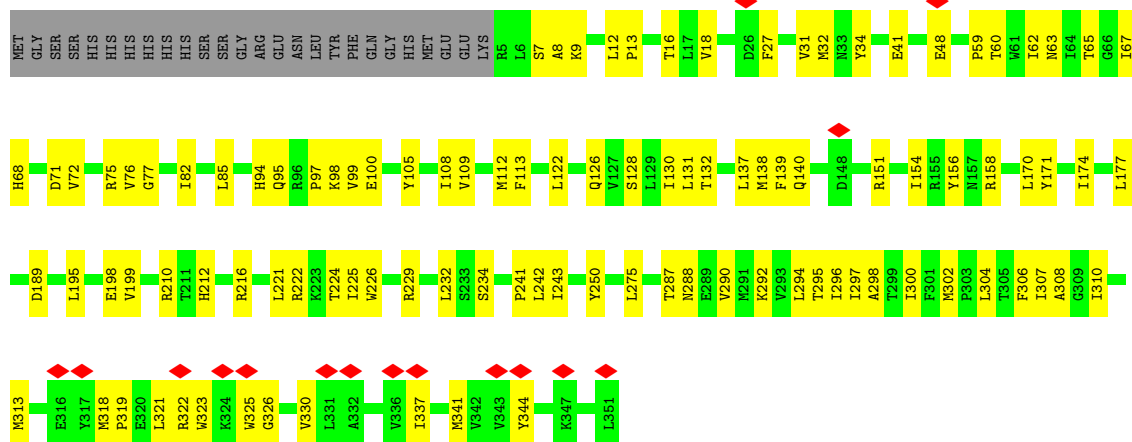 MET GLY SER SER HIS HIS HIS HIS HIS HIS SER SER GLY ARG GLU ASN LEU TYR PHE GLN GLY HIS MET GLU GLU LYS R5 L6 S7 A8 K9 L12 P13 T16 L17 V18 D26 F27 V31 M32 N33 Y34 E41 E48 P59 T60 W61 I62 N63 I64 T65 G66 I67
H68 D71 V72 R75 V76 G77 I82 L85 H94 Q95 R96 P97 K98 V99 E100 Y105 I108 V109 M112 F113 L122 Q126 V127 S128 L129 I130 L131 T132 L137 M138 F139 Q140 D148 R151 I154 R155 Y156 N157 R158 L170 Y171 I174 L177
D189 L195 E198 V199 R210 T211 H212 R216 L221 R222 K223 T224 I225 W226 R229 L232 S233 S234 P241 L242 I243 Y250 L275 T287 N288 E289 V290 M291 K292 V293 L294 T295 I296 I297 A298 T299 I300 F301 M302 P303 L304 T305 F306 I307 A308 G309 I310
M313 E316 Y317 M318 P319 E320 L321 R322 W323 K324 W325 G326 V330 L331 A332 V336 I337 M341 V342 V343 Y344 K347 L351